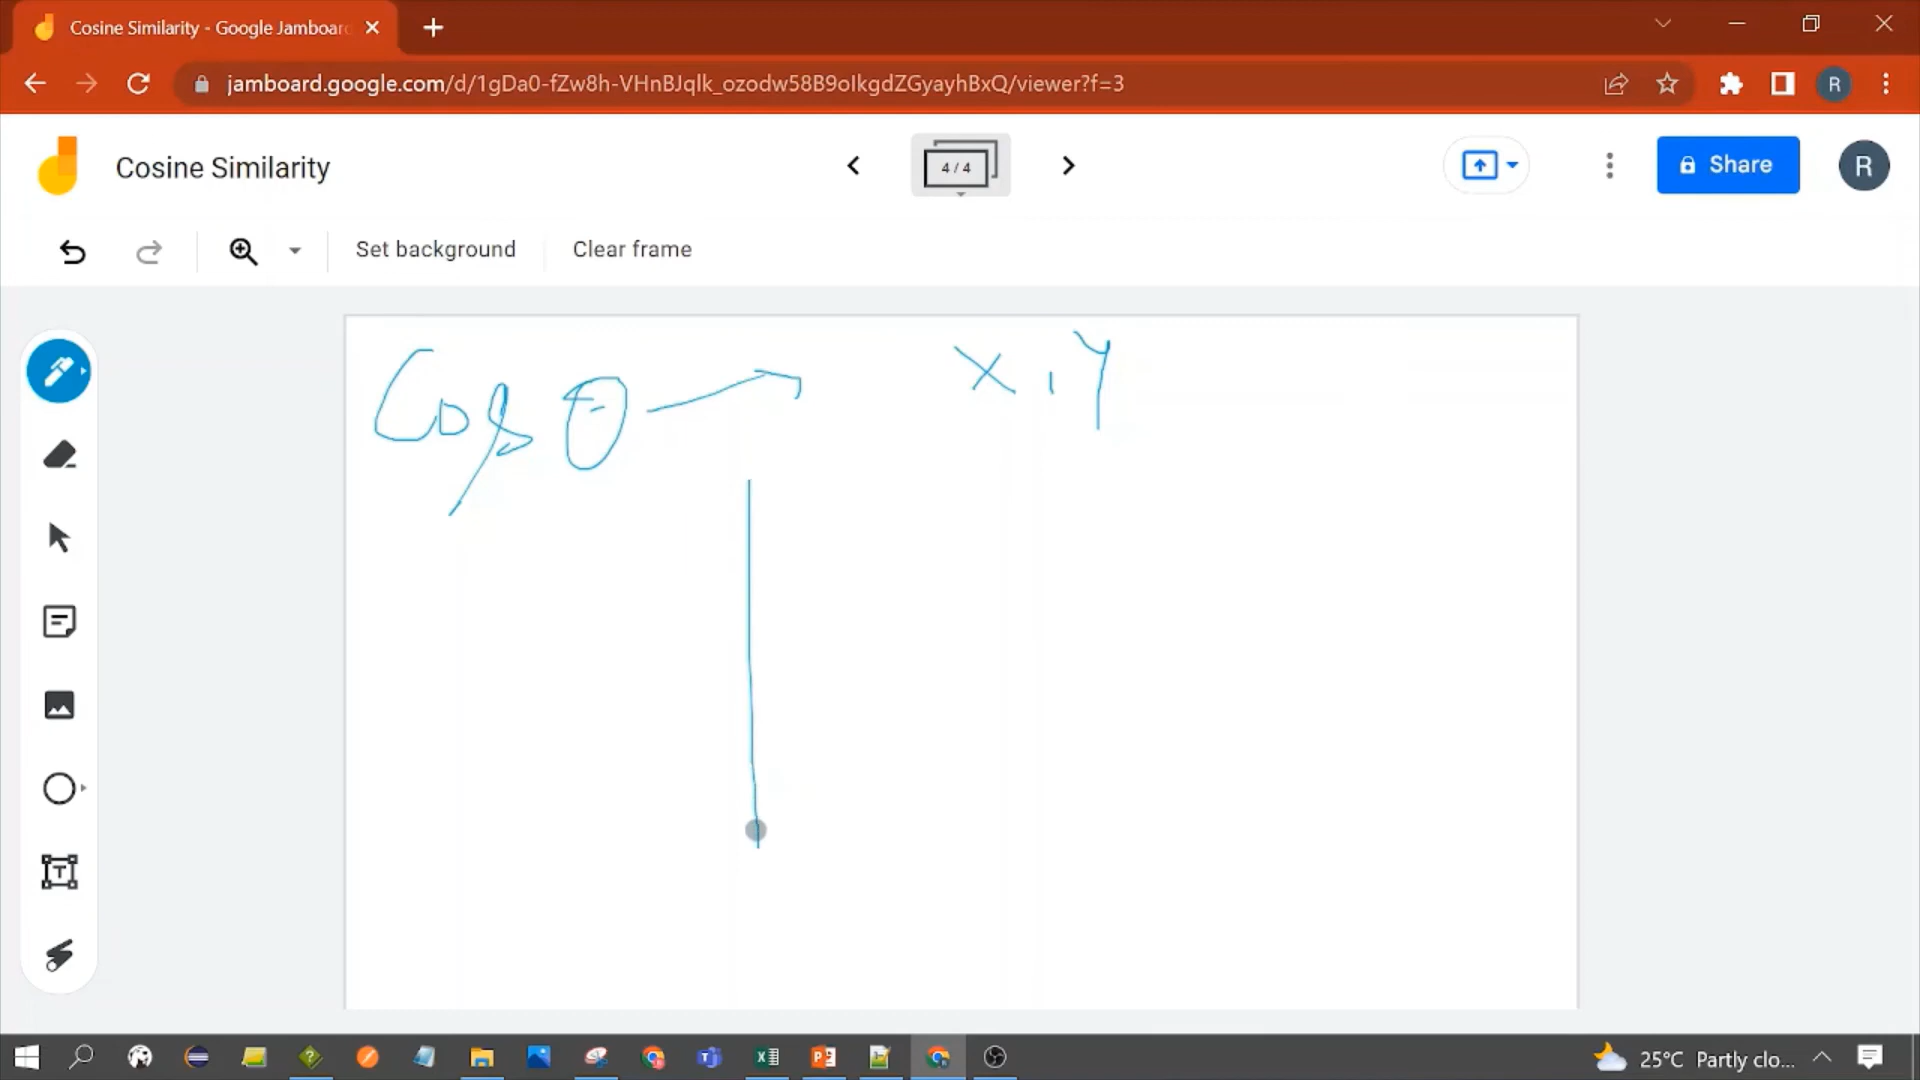 Cosine Similarity - Google Jamboard
jamboard.google.com/d/1gDa0-fZw8h-VHnBJqlk_ozodw58B9oIkgdZGyayhBxQ/viewer?f=3
R
Cosine Similarity
4 / 4
Share
R
Set background
Clear frame
Cos θ → X , Y
25°C Partly clo...